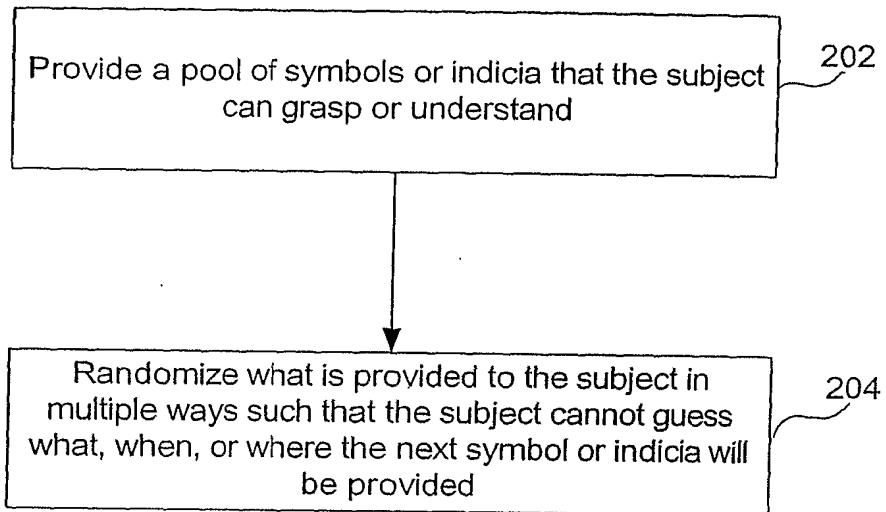 Provide a pool of symbols or indicia that the subject
can grasp or understand
202
Randomize what is provided to the subject in
multiple ways such that the subject cannot guess
what, when, or where the next symbol or indicia will
be provided
204